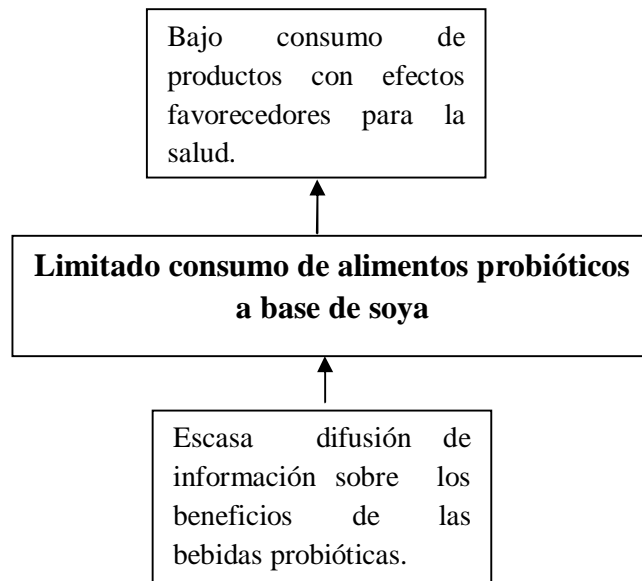 Bajo consumo de
productos con efectos
favorecedores para la
salud.
Limitado consumo de alimentos probióticos
a base de soya
Escasa difusión de
información sobre los
beneficios de las
bebidas probióticas.